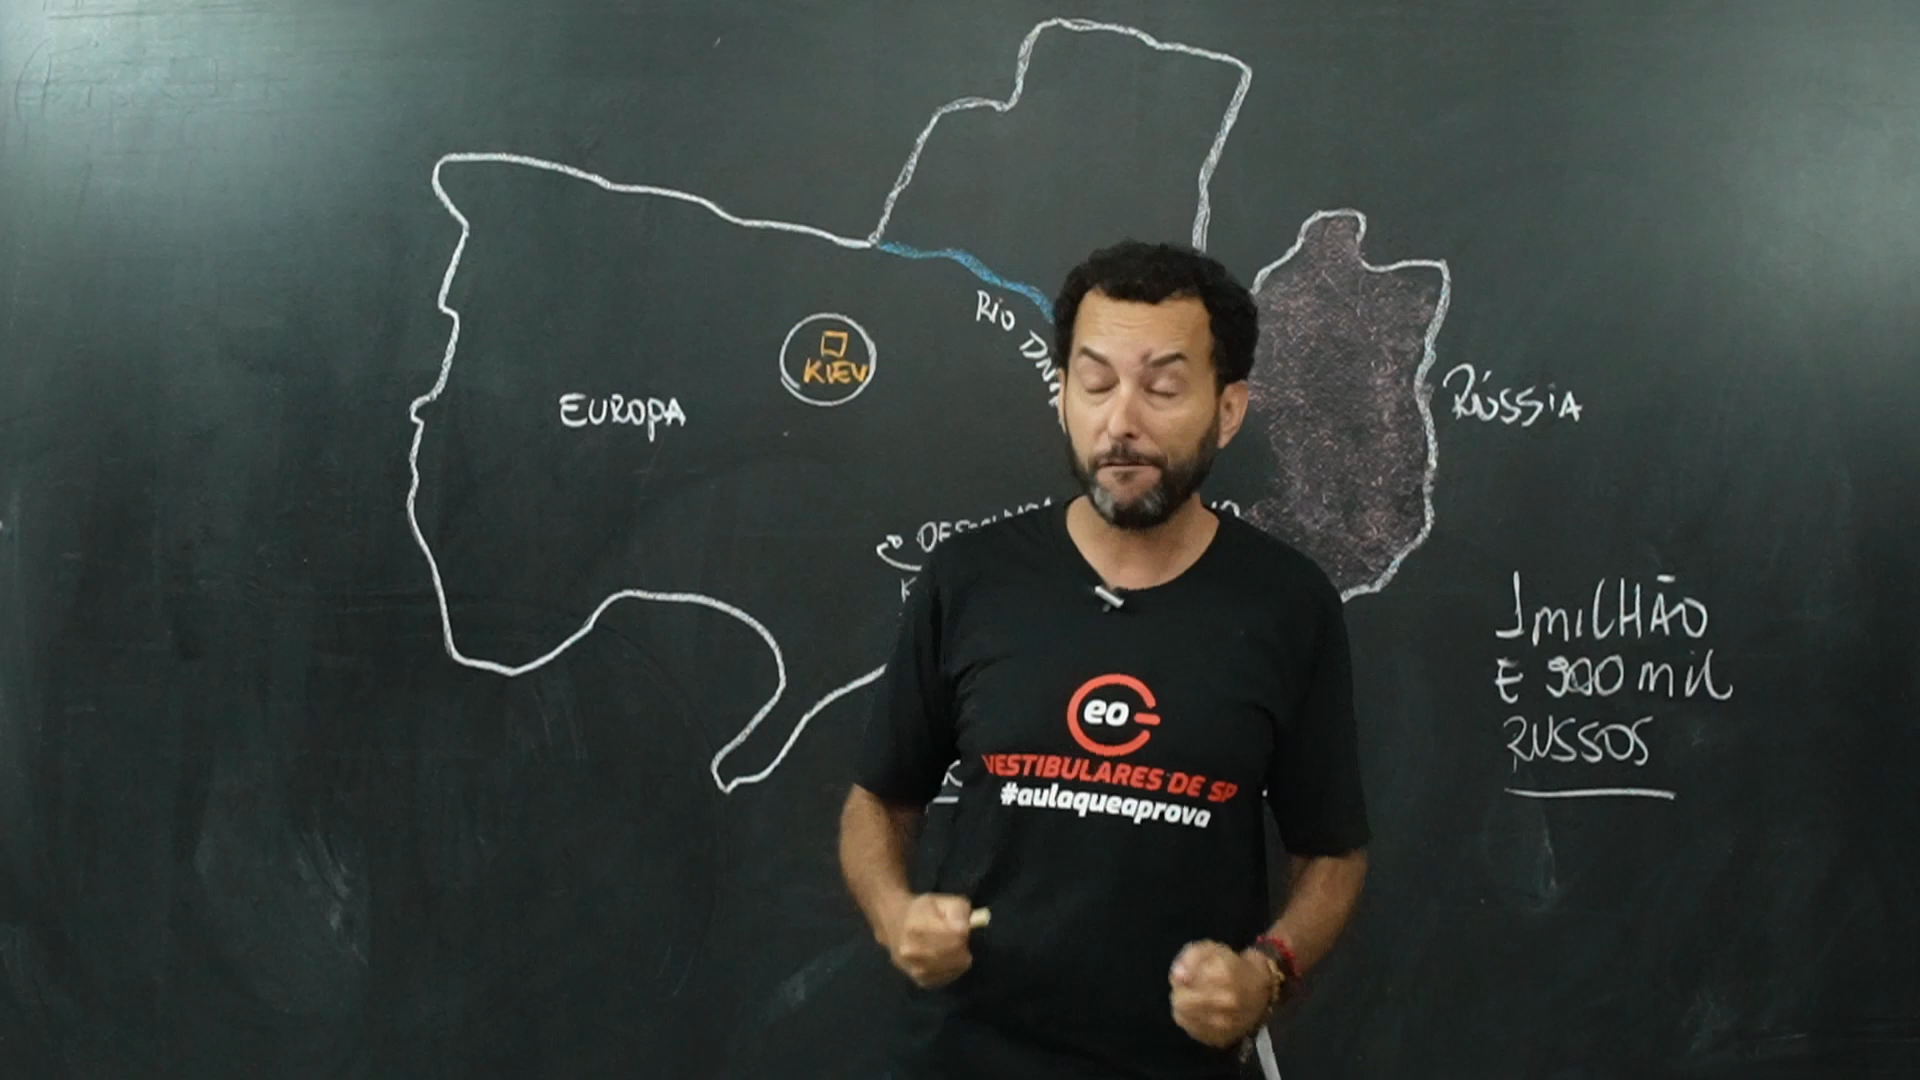 RIO
KIEV
EUROPA
RÚSSIA
1 MILHÃO
E 900 MIL
RUSSOS
eo
VESTIBULARES DE SP
#aulaqueaprova